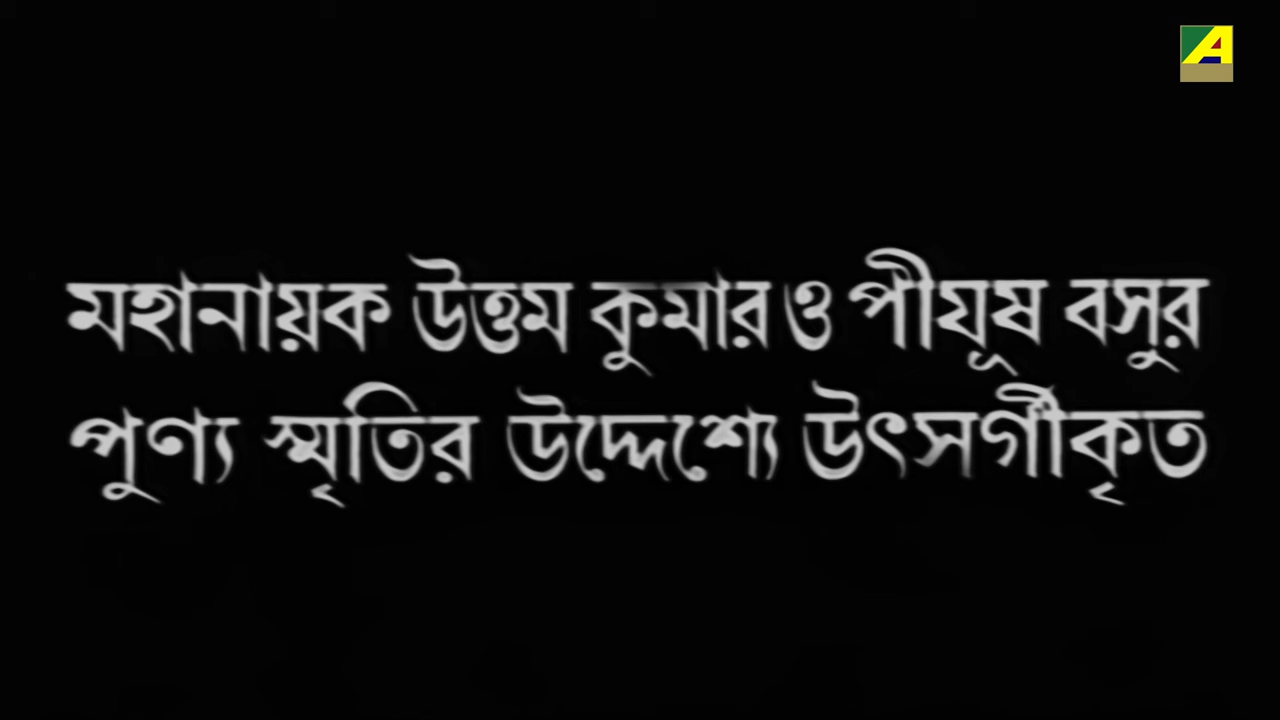 A
মহানায়ক উত্তম কুমার ও পীযূষ বসুর
পুণ্য স্মৃতির উদ্দেশ্যে উৎসর্গীকৃত